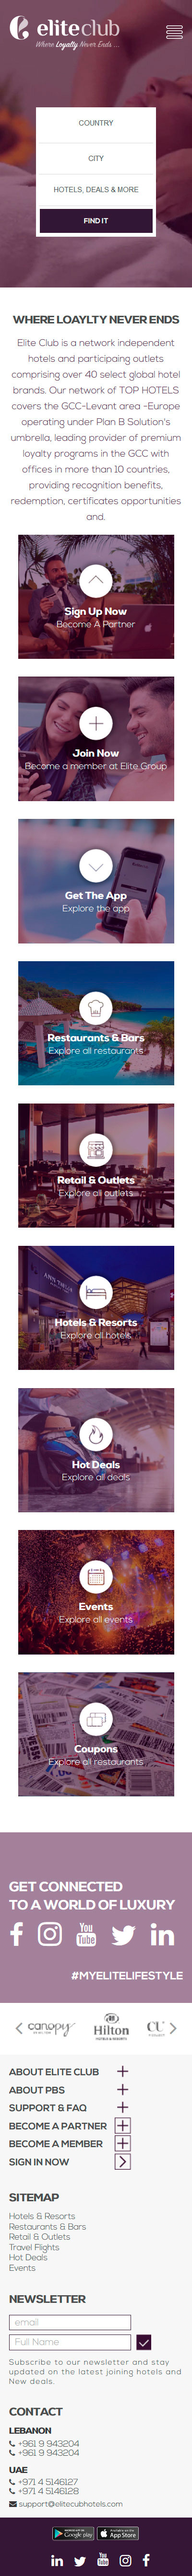 eliteclub
Where Loyalty Never Ends ...
COUNTRY
CITY
HOTELS, DEALS & MORE
FIND IT
WHERE LOAYLTY NEVER ENDS
Elite Club is a network independent
hotels and participaing outlets
comprising over 40 select global hotel
brands. Our network of TOP HOTELS
covers the GCC-Levant area -Europe
operating under Plan B Solution's
umbrella, leading provider of premium
loyalty programs in the GCC with
offices in more than 10 countries,
providing recognition benefits,
redemption, certificates opportunities
and.
Sign Up Now
Become A Partner
Join Now
Become a member at Elite Group
Get The App
Explore the app
Restaurants & Bars
Explore all restaurants
Retail & Outlets
Explore all outlets
Hotels & Resorts
Explore all hotels
Hot Deals
Explore all deals
Events
Explore all events
Coupons
Explore all restaurants
GET CONNECTED
TO A WORLD OF LUXURY
You Tube
#MYELITELIFESTYLE
canopy
Hilton
HOTELS & RESORTS
CU
ABOUT ELITE CLUB
ABOUT PBS
SUPPORT & FAQ
BECOME A PARTNER
BECOME A MEMBER
SIGN IN NOW
SITEMAP
Hotels & Resorts
Restaurants & Bars
Retail & Outlets
Travel Flights
Hot Deals
Events
NEWSLETTER
email
Full Name
Subscribe to our newsletter and stay
updated on the latest joining hotels and
New deals.
CONTACT
LEBANON
+961 9 943204
+961 9 943204
UAE
+971 4 5146127
+971 4 5146128
support@elitecubhotels.com
Google play
App Store
You Tube